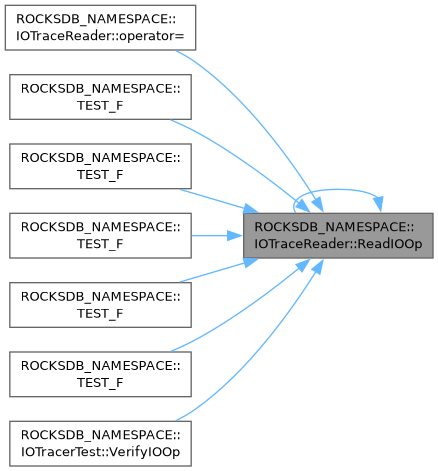 ROCKSDB_NAMESPACE::
IOTraceReader::operator=
ROCKSDB_NAMESPACE::
TEST_F
ROCKSDB_NAMESPACE::
TEST_F
ROCKSDB_NAMESPACE::
TEST_F
ROCKSDB_NAMESPACE::
IOTraceReader::ReadIOOp
ROCKSDB_NAMESPACE::
TEST_F
ROCKSDB_NAMESPACE::
TEST_F
ROCKSDB_NAMESPACE::
IOTracerTest::VerifyIOOp